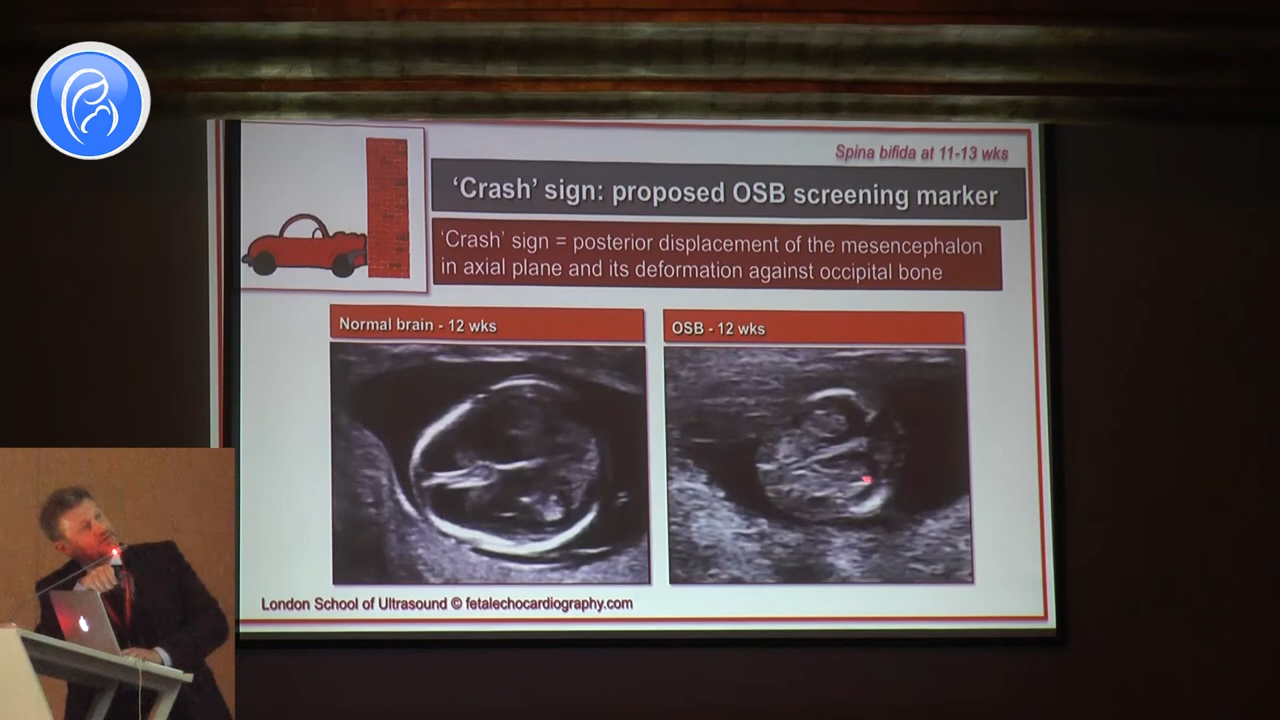 Spina bifida at 11-13 wks
‘Crash’ sign: proposed OSB screening marker
‘Crash’ sign = posterior displacement of the mesencephalon
in axial plane and its deformation against occipital bone
Normal brain - 12 wks
OSB - 12 wks
London School of Ultrasound © fetalechocardiography.com